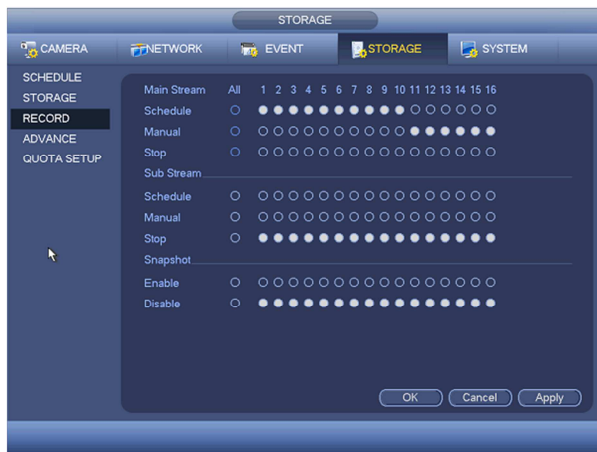 STORAGE
CAMERA NETWORK EVENT STORAGE SYSTEM
SCHEDULE
STORAGE
RECORD
ADVANCE
QUOTA SETUP
Main Stream All 1 2 3 4 5 6 7 8 9 10 11 12 13 14 15 16
Schedule
Manual
Stop
Sub Stream
Schedule
Manual
Stop
Snapshot
Enable
Disable
OK Cancel Apply